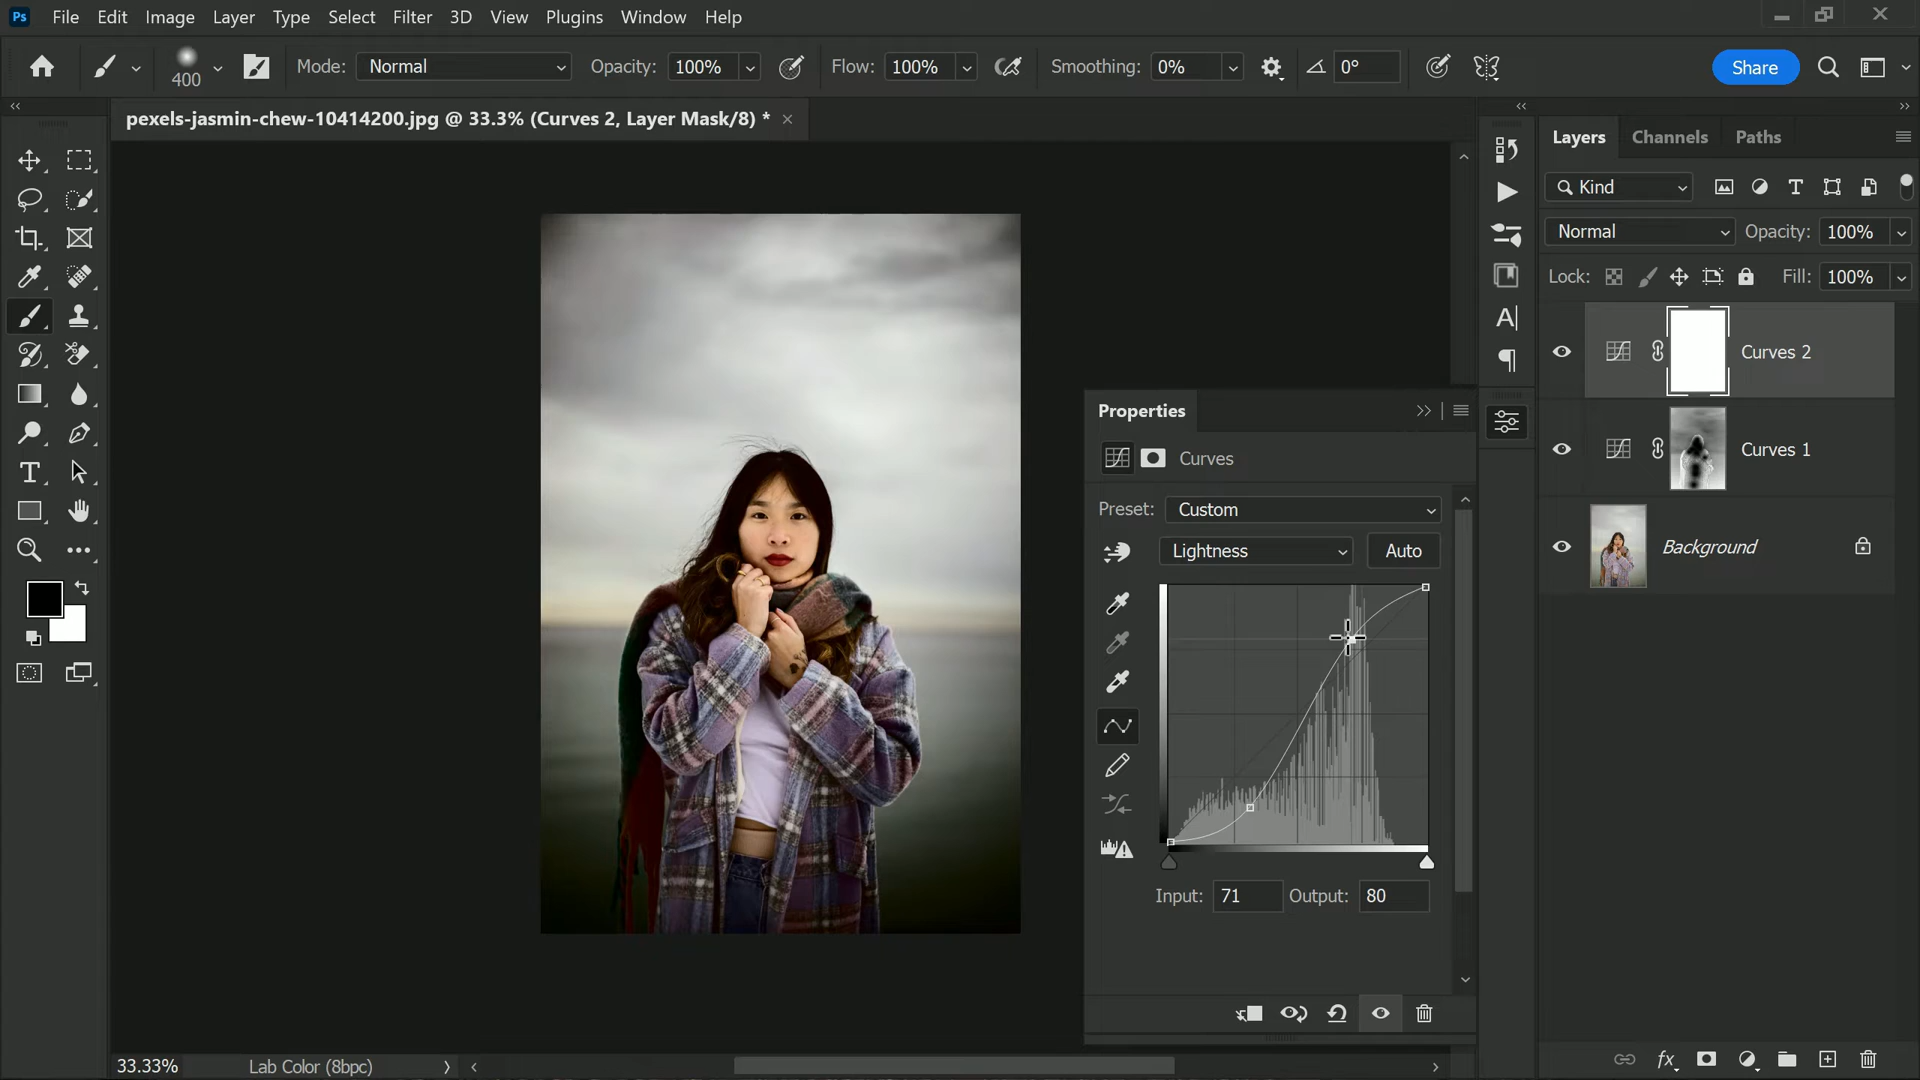 Ps File Edit Image Layer Type Select Filter 3D View Plugins Window Help
400 Mode: Normal Opacity: 100% Flow: 100% Smoothing: 0% 0° Share
pexels-jasmin-chew-10414200.jpg @ 33.3% (Curves 2, Layer Mask/8) *
Layers Channels Paths
Kind
Normal Opacity: 100%
Lock: Fill: 100%
Curves 2
Curves 1
Background
Properties
Curves
Preset: Custom
Lightness Auto
Input: 71 Output: 80
33.33% Lab Color (8bpc)